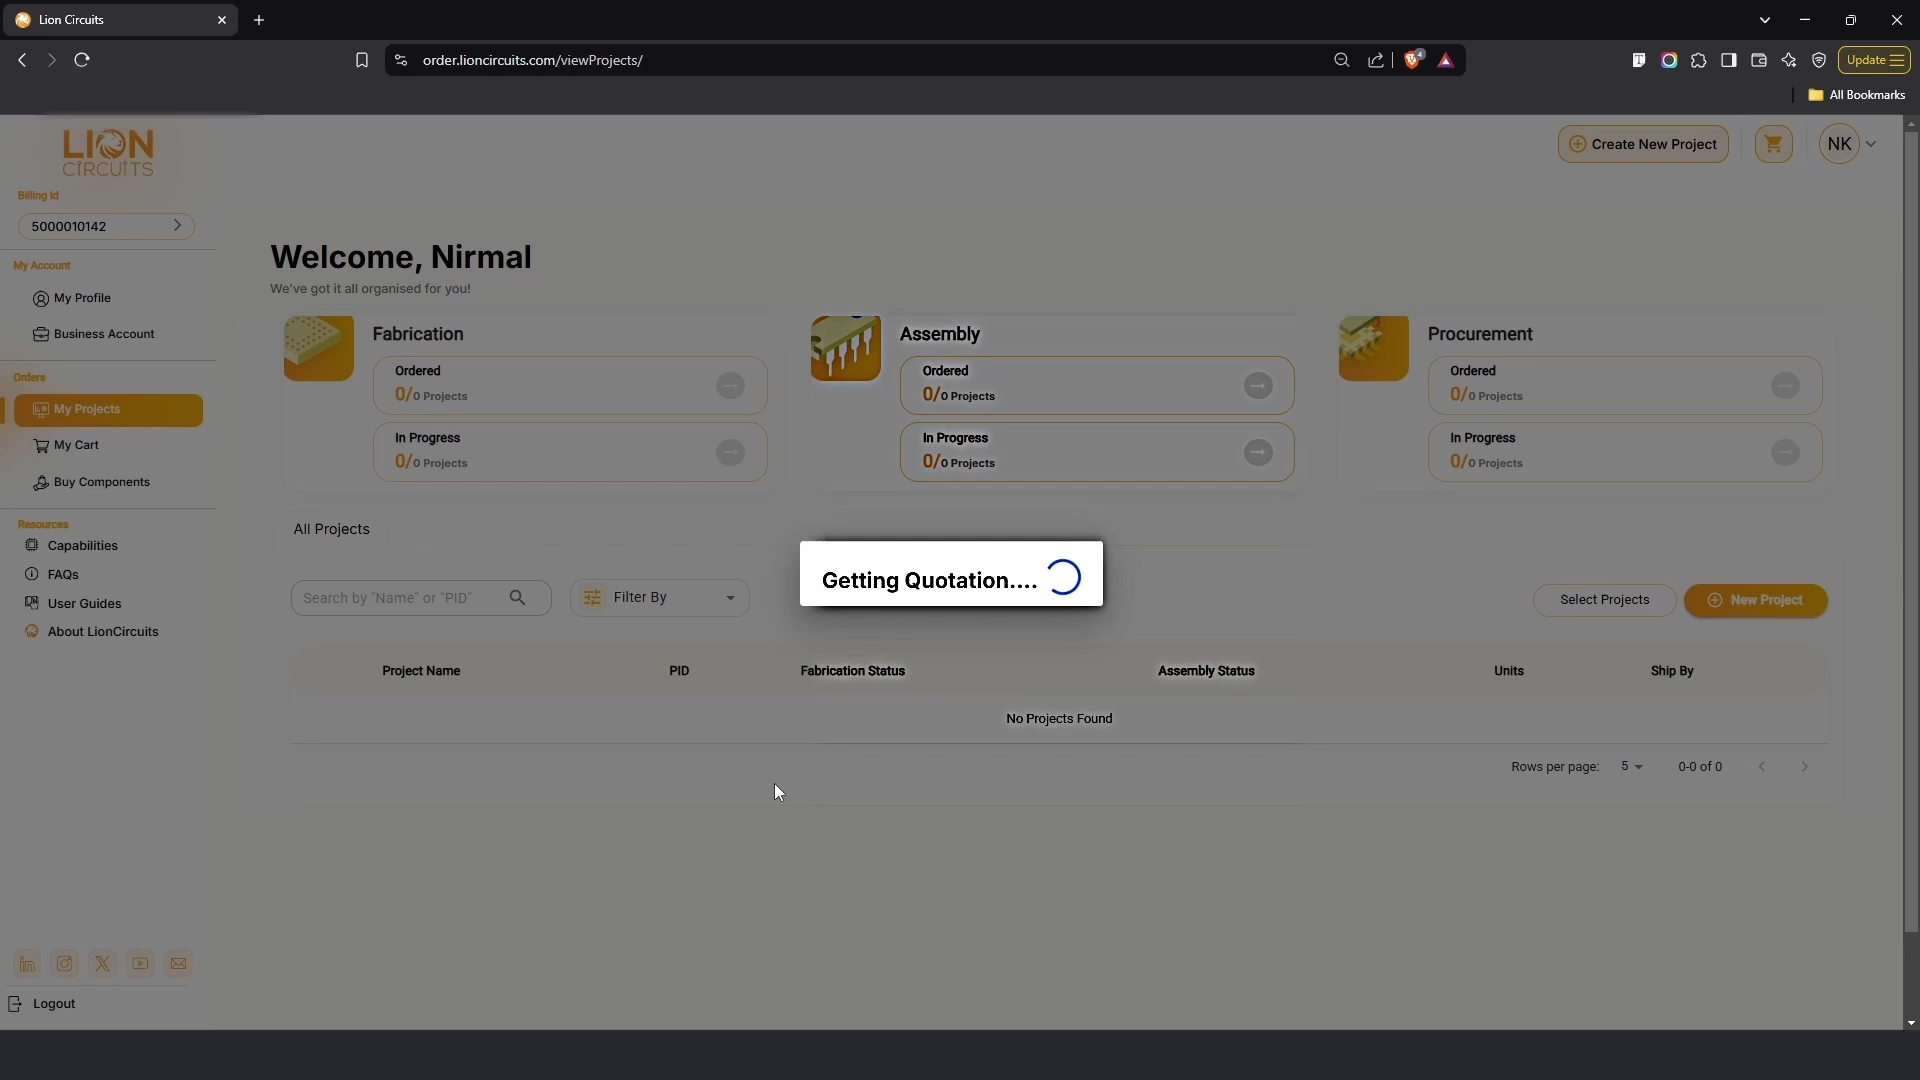 Lion Circuits
order.lioncircuits.com/viewProjects/
4
Update
All Bookmarks
LION
CIRCUITS
Create New Project
NK
Billing Id
5000010142
My Account
My Profile
Business Account
Orders
My Projects
My Cart
Buy Components
Resources
Capabilities
FAQs
User Guides
About LionCircuits
Logout
Welcome, Nirmal
We've got it all organised for you!
Fabrication
Ordered
0/0 Projects
In Progress
0/0 Projects
Assembly
Ordered
0/0 Projects
In Progress
0/0 Projects
Procurement
Ordered
0/0 Projects
In Progress
0/0 Projects
All Projects
Getting Quotation....
Search by "Name" or "PID"
Filter By
Select Projects
New Project
Project Name PID Fabrication Status Assembly Status Units Ship By
No Projects Found
Rows per page: 5 0-0 of 0